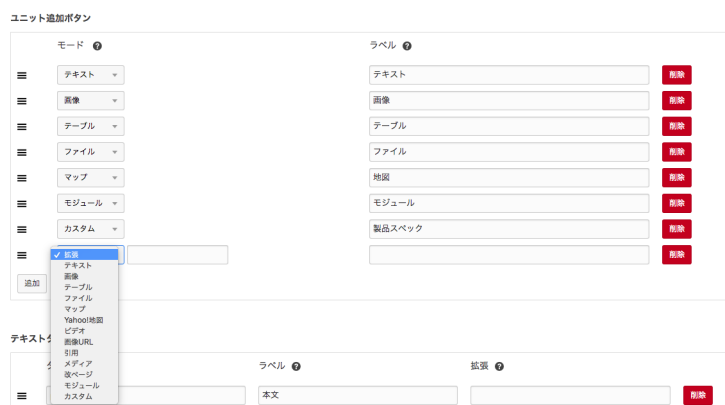 ユニット追加ボタン
モード ラベル
テキスト テキスト 削除
画像 画像 削除
テーブル テーブル 削除
ファイル ファイル 削除
マップ 地図 削除
モジュール モジュール 削除
カスタム 製品スペック 削除
✓ 拡張 削除
テキスト
画像
テーブル
ファイル
マップ
Yahoo!地図
ビデオ
画像URL
引用
メディア
改ページ
モジュール
カスタム
追加
テキスト
ラベル 拡張
本文 削除